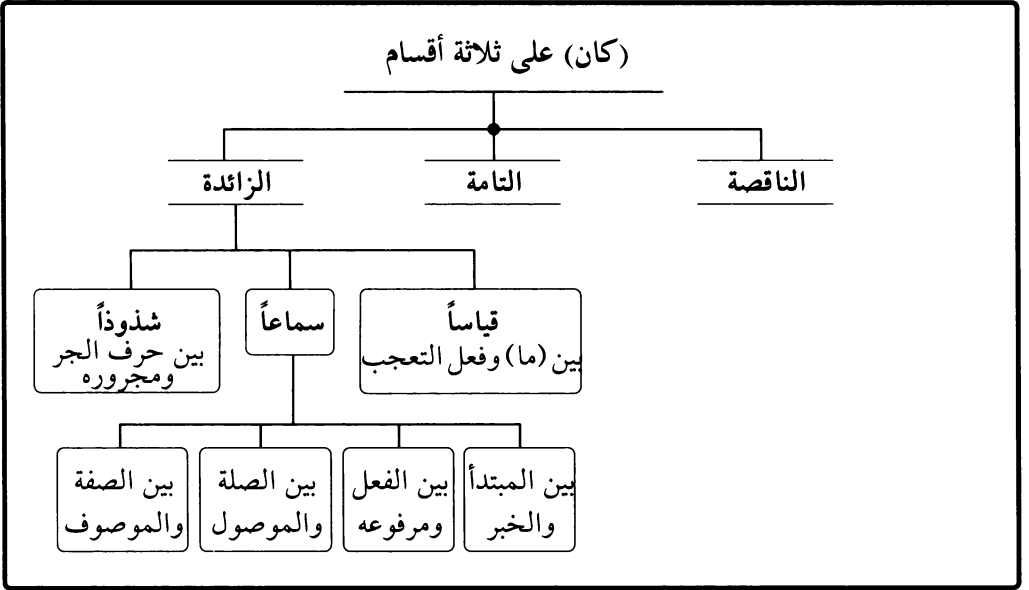 (كان) على ثلاثة أقسام
الناقصة
التامة
الزائدة
قياساً
بين (ما) وفعل التعجب
سماعاً
شذوذاً
بين حرف الجر
ومجروره
بين المبتدأ
والخبر
بين الفعل
ومرفوعه
بين الصلة
والموصول
بين الصفة
والموصوف